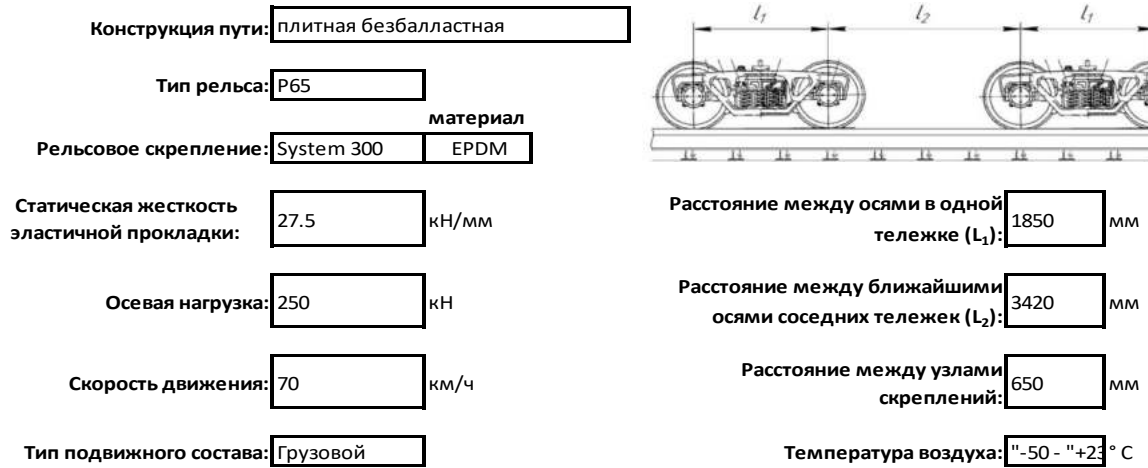 Конструкция пути: плитная безбалластная
l₁ l₂ l₁
Тип рельса: Р65
материал
Рельсовое скрепление: System 300 EPDM
Статическая жесткость
эластичной прокладки: 27.5 кН/мм
Расстояние между осями в одной
тележке (L₁): 1850 мм
Осевая нагрузка: 250 кН
Расстояние между ближайшими
осями соседних тележек (L₂): 3420 мм
Скорость движения: 70 км/ч
Расстояние между узлами
скреплений: 650 мм
Тип подвижного состава: Грузовой
Температура воздуха: "-50 - "+23 ° C